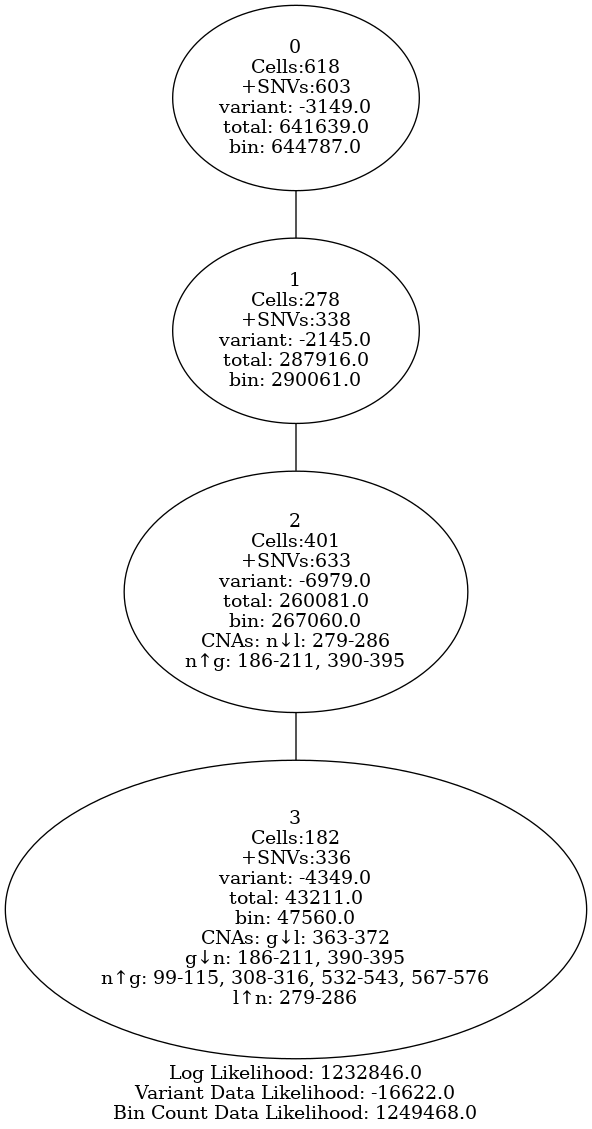 0
Cells:618
+SNVs:603
variant: -3149.0
total: 641639.0
bin: 644787.0
1
Cells:278
+SNVs:338
variant: -2145.0
total: 287916.0
bin: 290061.0
2
Cells:401
+SNVs:633
variant: -6979.0
total: 260081.0
bin: 267060.0
CNAs: n↓l: 279-286
n↑g: 186-211, 390-395
3
Cells:182
+SNVs:336
variant: -4349.0
total: 43211.0
bin: 47560.0
CNAs: g↓l: 363-372
g↓n: 186-211, 390-395
n↑g: 99-115, 308-316, 532-543, 567-576
l↑n: 279-286
Log Likelihood: 1232846.0
Variant Data Likelihood: -16622.0
Bin Count Data Likelihood: 1249468.0